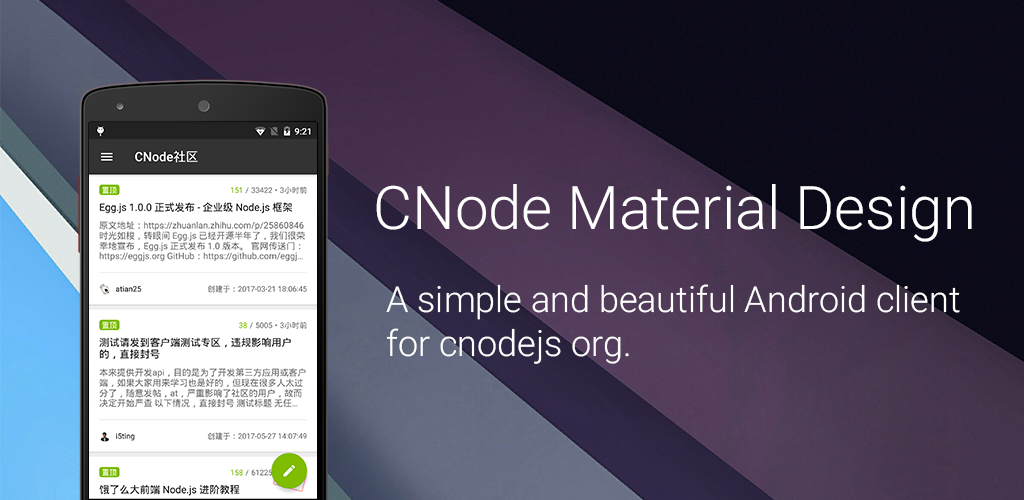 9:21
CNode社区
置顶
151 / 33422 • 3小时前
Egg.js 1.0.0 正式发布 - 企业级 Node.js 框架
原文地址：https://zhuanlan.zhihu.com/p/25860846
时光如梭，转眼间 Egg.js 已经开源半年了，我们很荣
幸地宣布，Egg.js 正式发布 1.0 版本。 官网传送门：
https://eggjs.org GitHub：https://github.com/eggj…
atian25
创建于：2017-03-21 18:06:45
置顶
38 / 5005 • 3小时前
测试请发到客户端测试专区，违规影响用户
的，直接封号
本来提供开发api，目的是为了开发第三方应用或客户
端，如果大家用来学习也是好的，但现在很多人太过
分了，随意发帖，at，严重影响了社区的用户，故而
决定开始严查 以下情况，直接封号 测试标题 无任…
i5ting
创建于：2017-05-27 14:07:49
置顶
158 / 61225
饿了么大前端 Node.js 进阶教程
CNode Material Design
A simple and beautiful Android client
for cnodejs org.